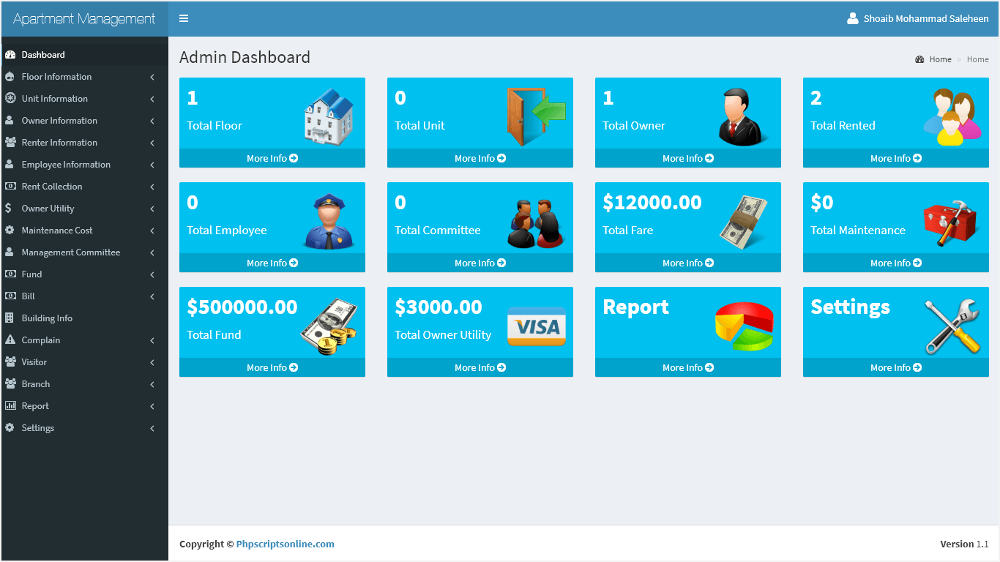 Apartment Management
Shoaib Mohammad Saleheen
Dashboard
Floor Information
Unit Information
Owner Information
Renter Information
Employee Information
Rent Collection
Owner Utility
Maintenance Cost
Management Committee
Fund
Bill
Building Info
Complain
Visitor
Branch
Report
Settings
Admin Dashboard
Home > Home
1
Total Floor
More Info
0
Total Unit
More Info
1
Total Owner
More Info
2
Total Rented
More Info
0
Total Employee
More Info
0
Total Committee
More Info
$12000.00
Total Fare
More Info
$0
Total Maintenance
More Info
$500000.00
Total Fund
More Info
$3000.00
Total Owner Utility
VISA
More Info
Report
More Info
Settings
More Info
Copyright © Phpscriptsonline.com
Version 1.1